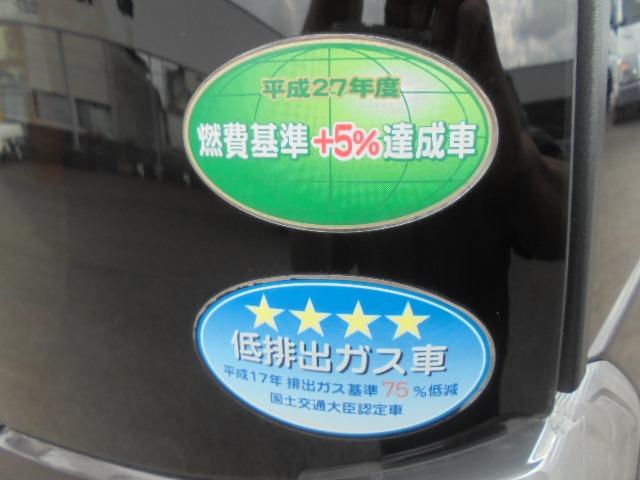 平成27年度
燃費基準+5%達成車
★★★★
低排出ガス車
平成17年 排出ガス基準 75 %低減
国土交通大臣認定車